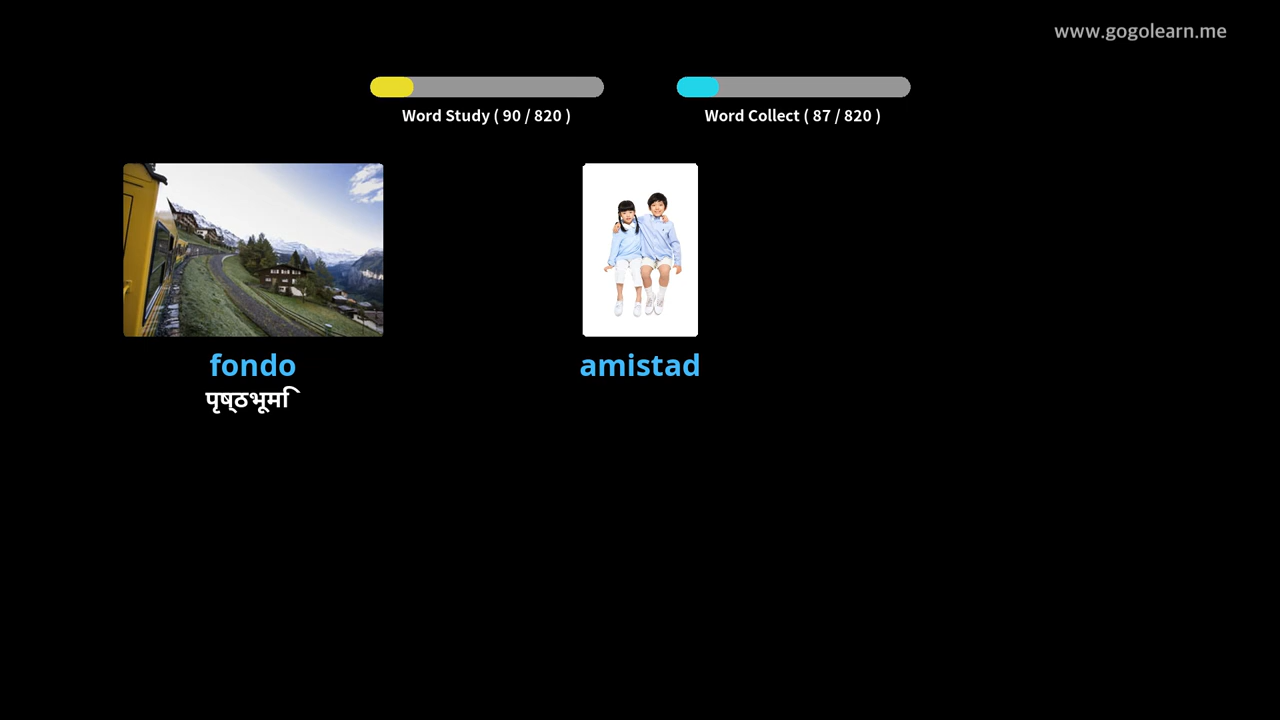 www.gogolearn.me
Word Study ( 90 / 820 )
Word Collect ( 87 / 820 )
fondo
amistad
पृष्ठभूमि